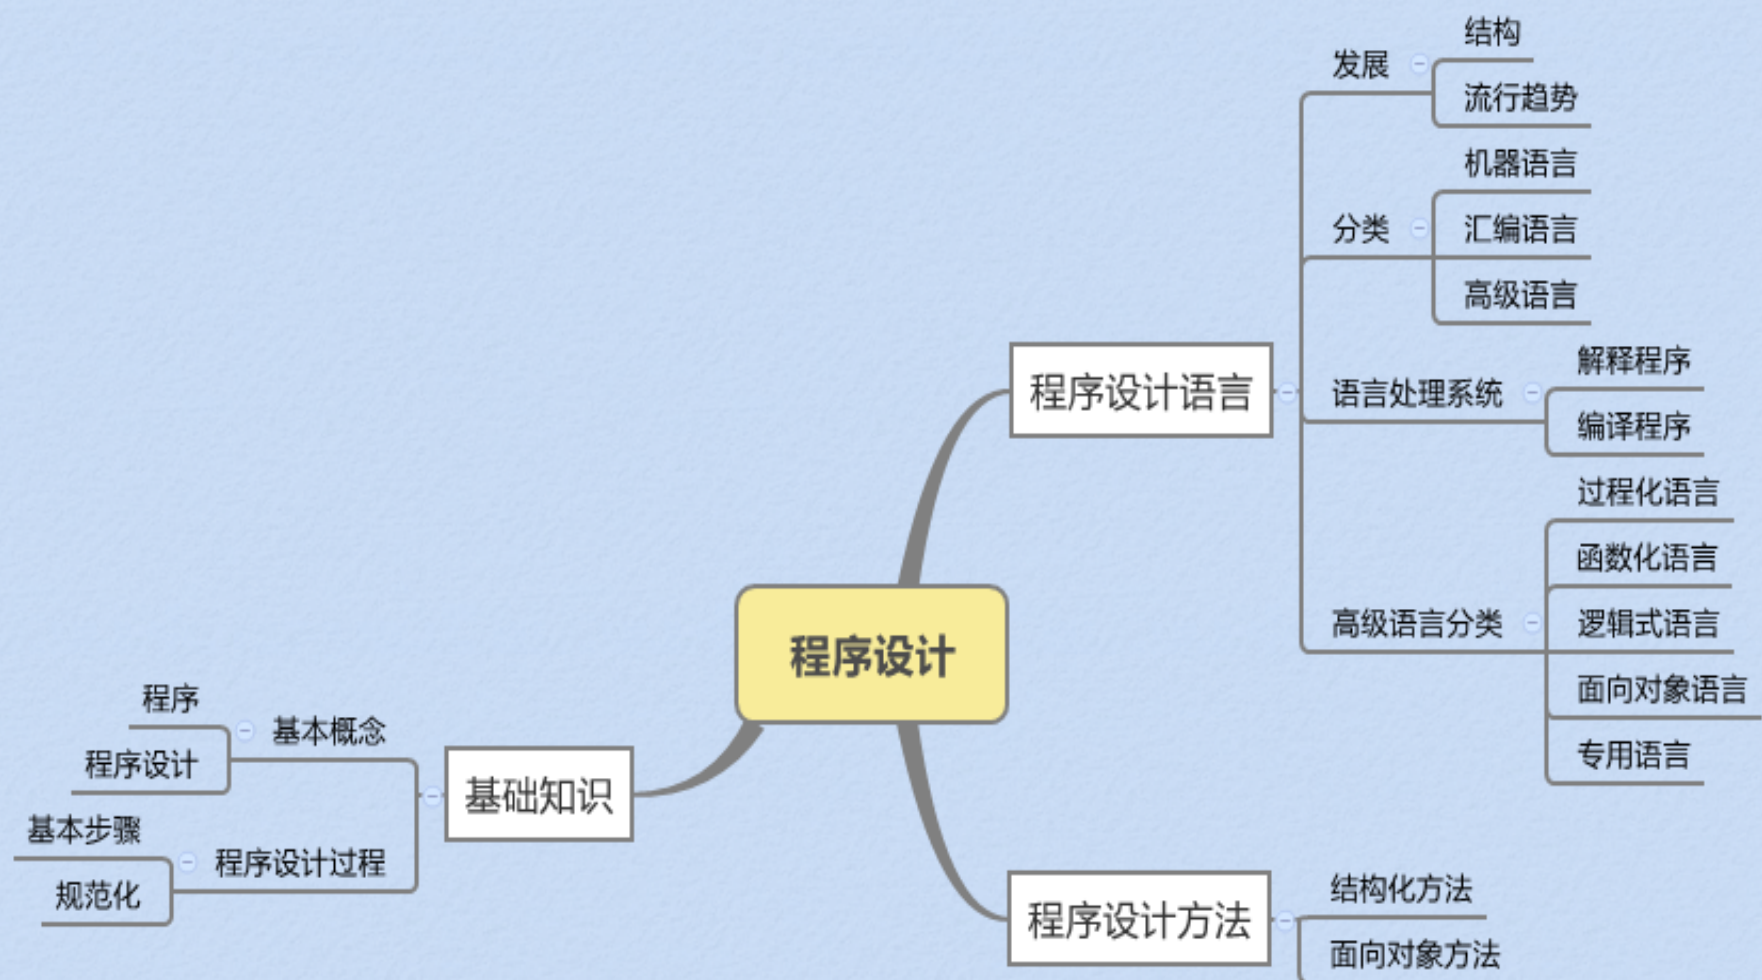 程序设计
程序设计语言
发展
结构
流行趋势
分类
机器语言
汇编语言
高级语言
语言处理系统
解释程序
编译程序
高级语言分类
过程化语言
函数化语言
逻辑式语言
面向对象语言
专用语言
程序设计方法
结构化方法
面向对象方法
基础知识
基本概念
程序
程序设计
程序设计过程
基本步骤
规范化